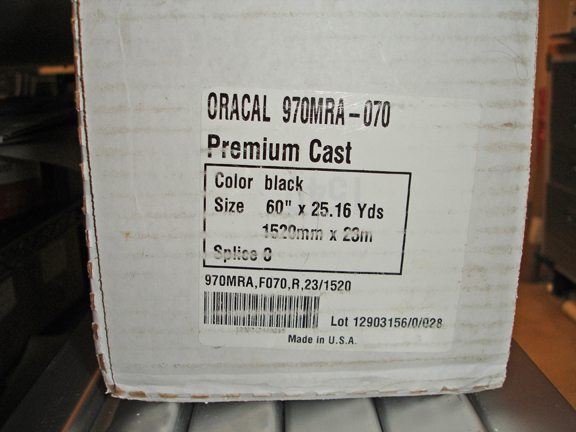 ORACAL 970MRA-070
Premium Cast
Color black
Size 60" x 25.16 Yds
1520mm x 23m
Splice 0
970MRA,F070,R,23/1520
Lot 12903156/0/028
Made in U.S.A.